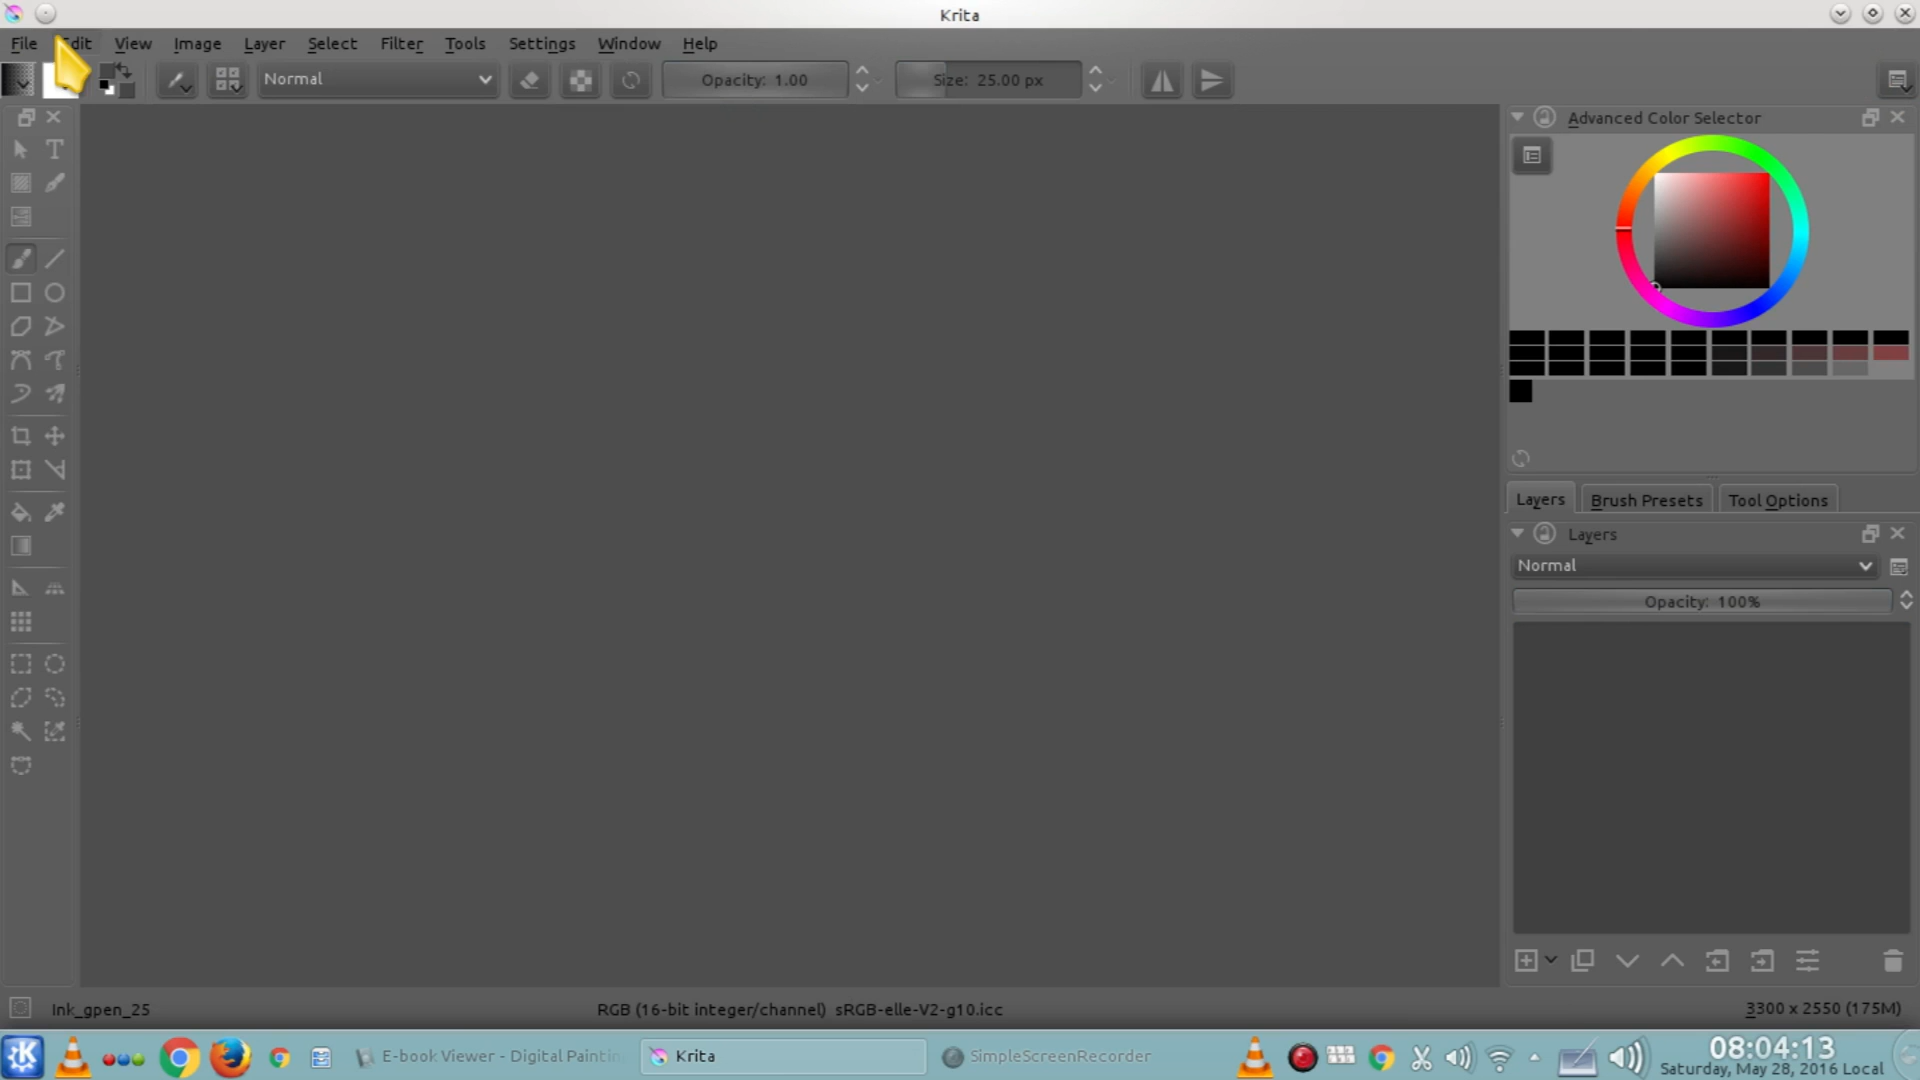 Krita
File Edit View Image Layer Select Filter Tools Settings Window Help
Normal Opacity: 1.00 Size: 25.00 px
Advanced Color Selector
Layers Brush Presets Tool Options
Layers
Normal
Opacity: 100%
Ink_gpen_25 RGB (16-bit integer/channel) sRGB-elle-V2-g10.icc 3300 x 2550 (175M)
E-book Viewer - Digital Paintin Krita SimpleScreenRecorder 08:04:13
Saturday, May 28, 2016 Local